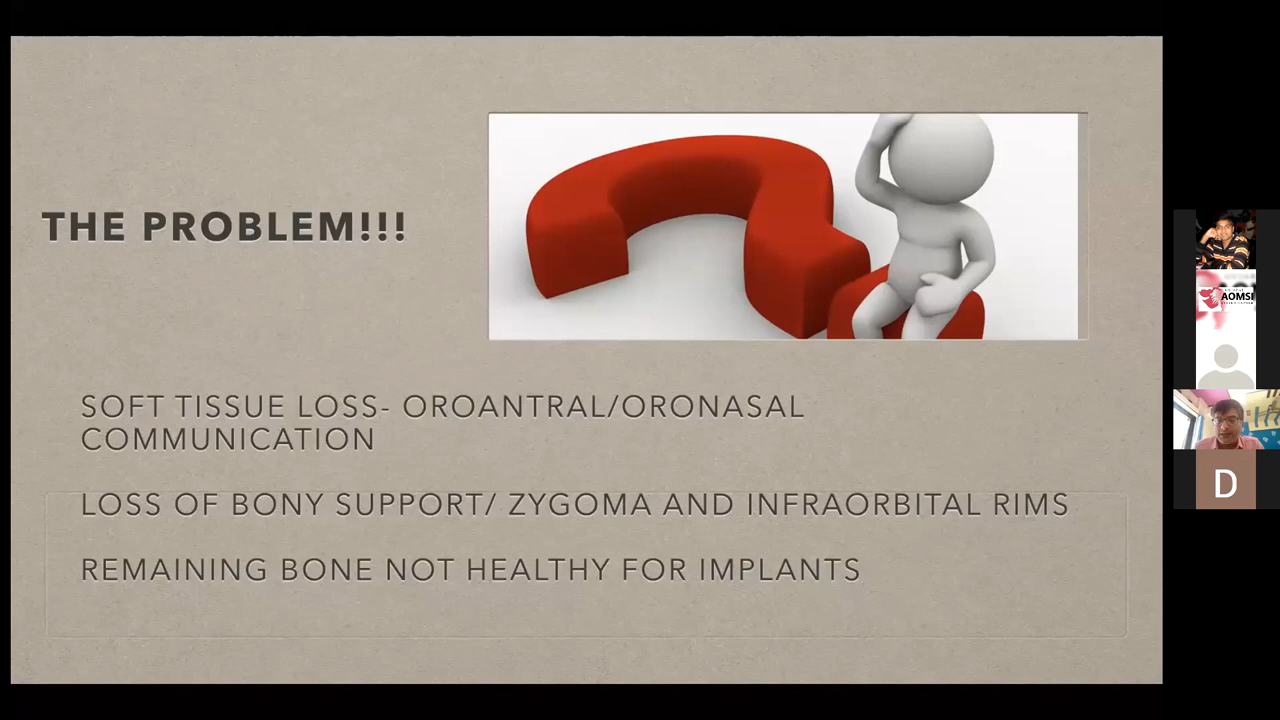 THE PROBLEM!!!
SOFT TISSUE LOSS- OROANTRAL/ORONASAL
COMMUNICATION
LOSS OF BONY SUPPORT/ ZYGOMA AND INFRAORBITAL RIMS
REMAINING BONE NOT HEALTHY FOR IMPLANTS
AOMSI
D